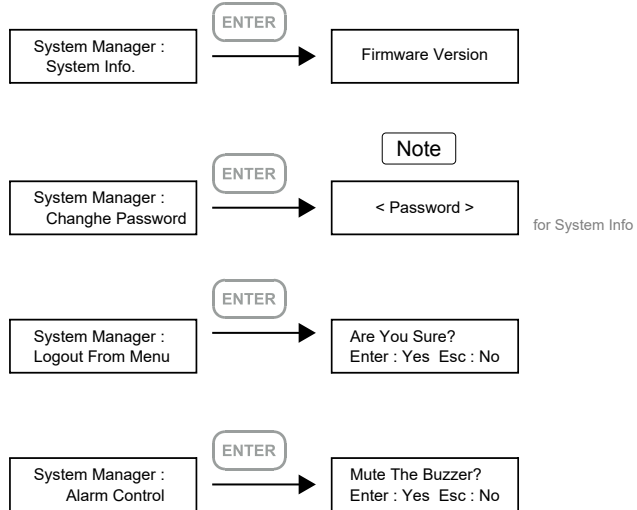 ENTER
System Manager :
System Info.
Firmware Version
Note
ENTER
System Manager :
Changhe Password
< Password >
for System Info
ENTER
System Manager :
Logout From Menu
Are You Sure?
Enter : Yes Esc : No
ENTER
System Manager :
Alarm Control
Mute The Buzzer?
Enter : Yes Esc : No